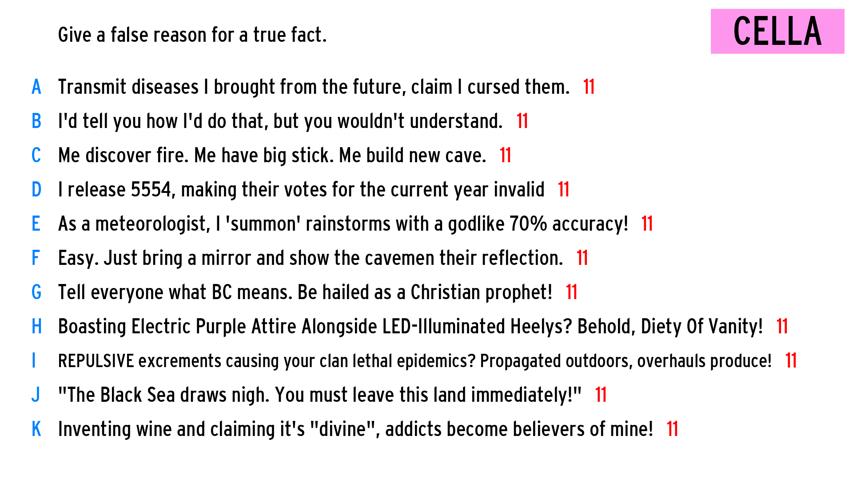 Give a false reason for a true fact.
CELLA
A Transmit diseases I brought from the future, claim I cursed them. 11
B I'd tell you how I'd do that, but you wouldn't understand. 11
C Me discover fire. Me have big stick. Me build new cave. 11
D I release 5554, making their votes for the current year invalid 11
E As a meteorologist, I 'summon' rainstorms with a godlike 70% accuracy! 11
F Easy. Just bring a mirror and show the cavemen their reflection. 11
G Tell everyone what BC means. Be hailed as a Christian prophet! 11
H Boasting Electric Purple Attire Alongside LED-Illuminated Heelys? Behold, Diety Of Vanity! 11
I REPULSIVE excrements causing your clan lethal epidemics? Propagated outdoors, overhauls produce! 11
J "The Black Sea draws nigh. You must leave this land immediately!" 11
K Inventing wine and claiming it's "divine", addicts become believers of mine! 11